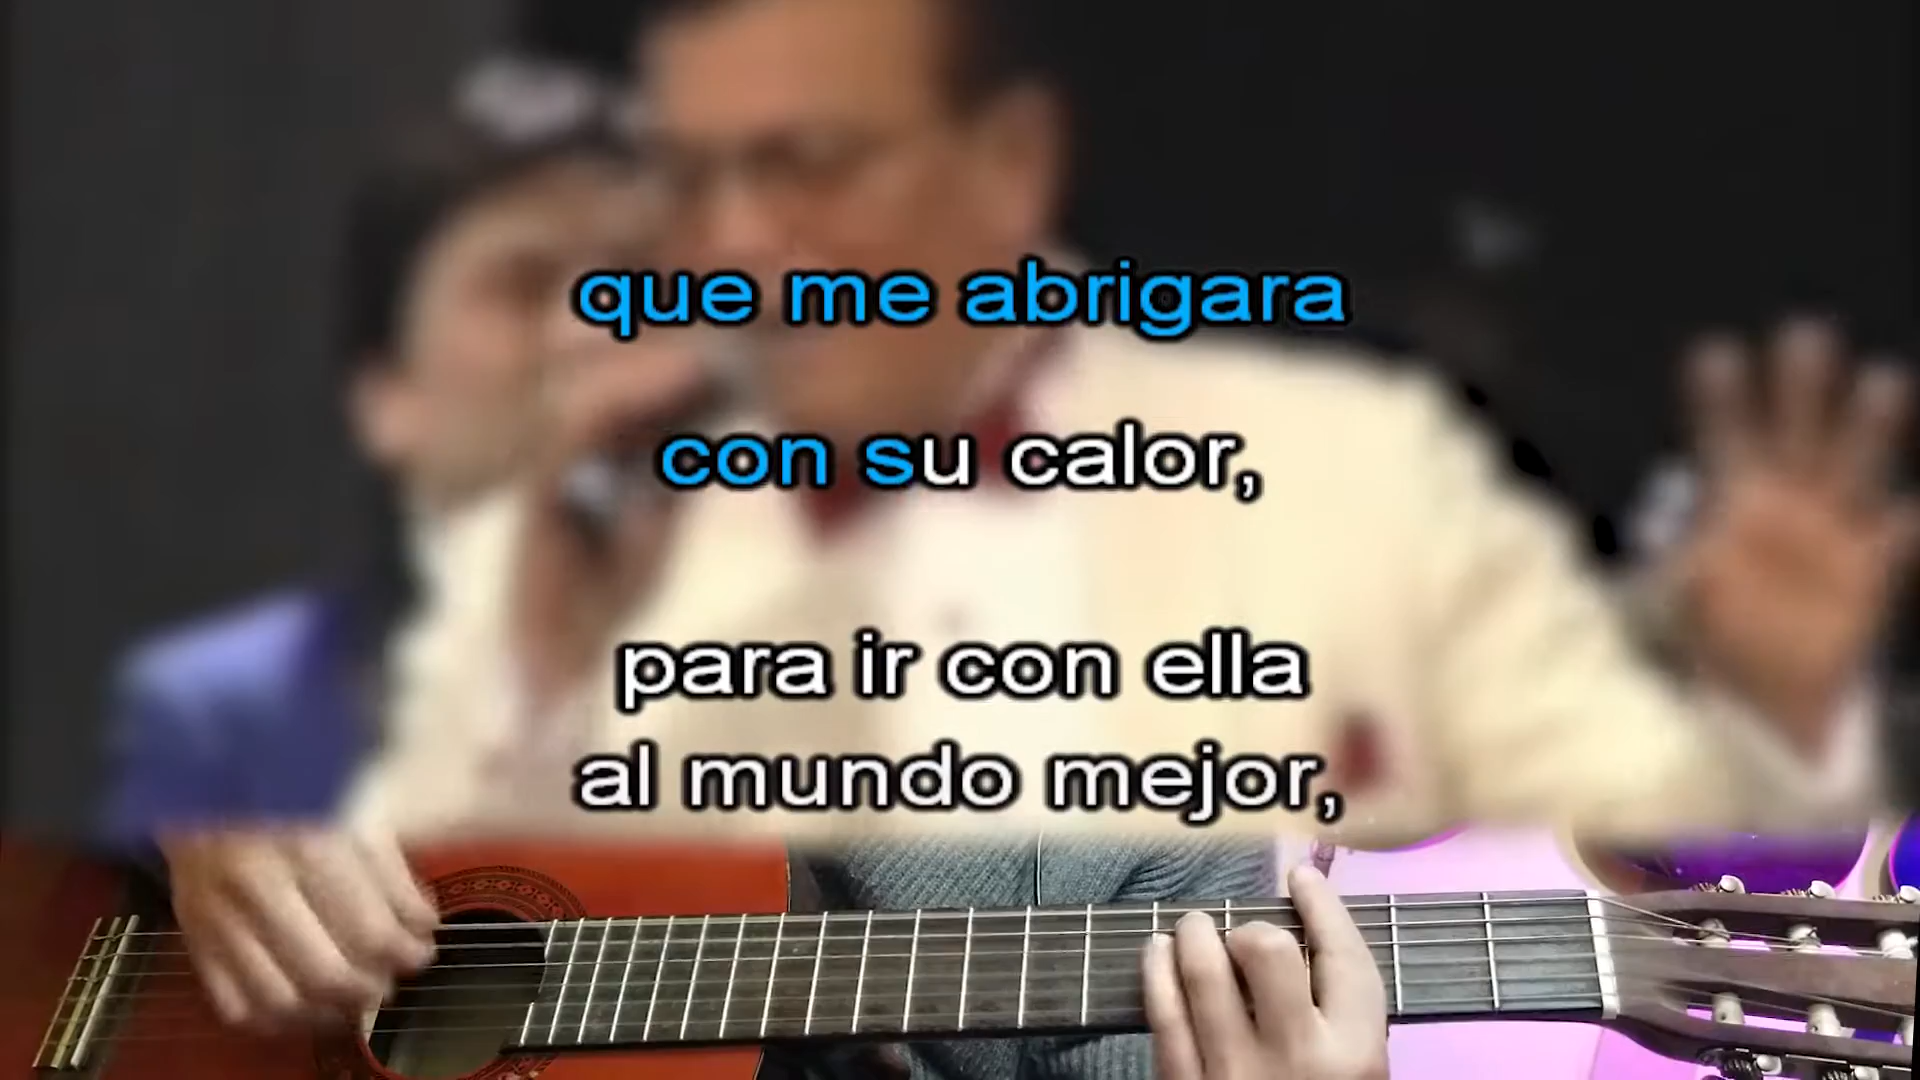 que me abrigara
con su calor,
para ir con ella
al mundo mejor,